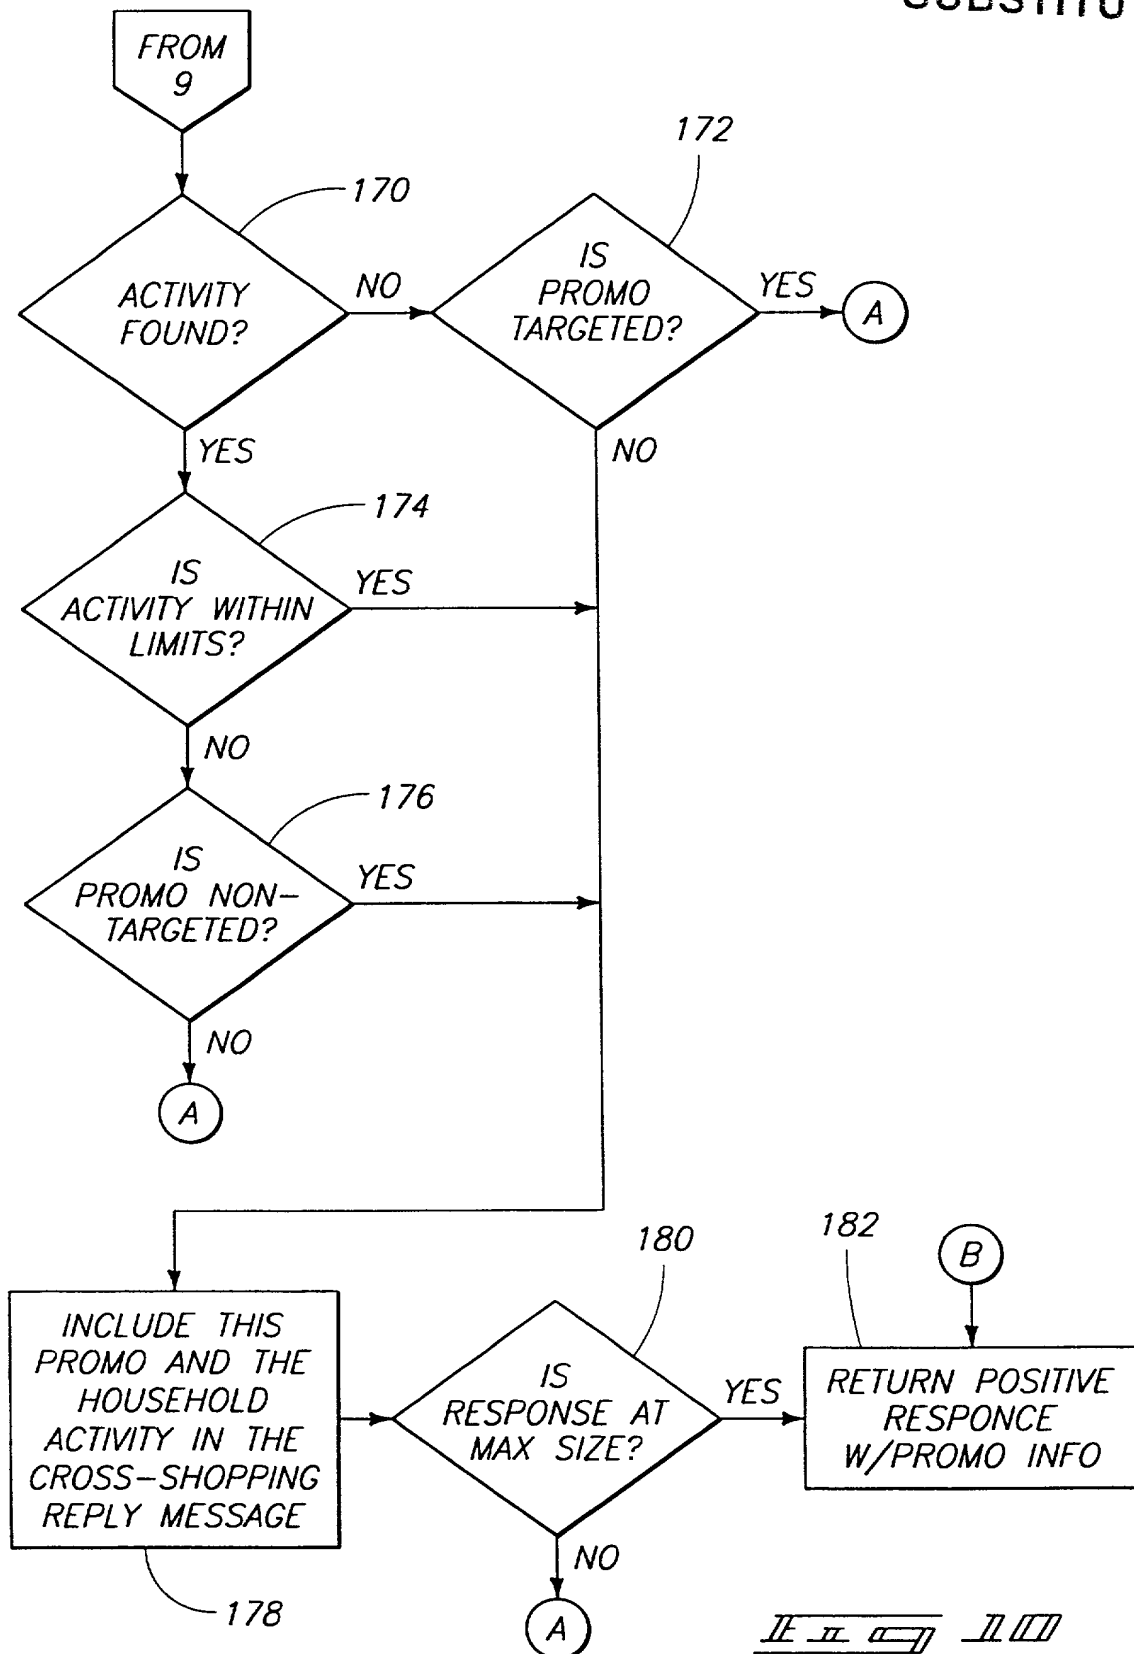 FROM
9
172
170
IS
PROMO
TARGETED?
YES
A
ACTIVITY
FOUND?
NO
YES
NO
174
IS
ACTIVITY WITHIN
LIMITS?
YES
NO
176
IS
PROMO NON-
TARGETED?
YES
NO
A
INCLUDE THIS
PROMO AND THE
HOUSEHOLD
ACTIVITY IN THE
CROSS-SHOPPING
REPLY MESSAGE
178
180
IS
RESPONSE AT
MAX SIZE?
YES
NO
A
182
B
RETURN POSITIVE
RESPONCE
W/PROMO INFO
FIG 10